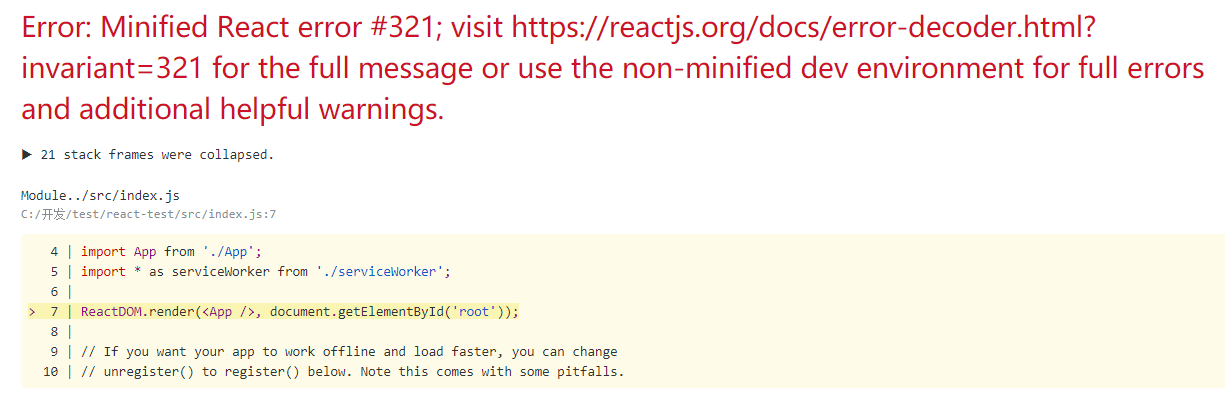 Error: Minified React error #321; visit https://reactjs.org/docs/error-decoder.html?
invariant=321 for the full message or use the non-minified dev environment for full errors
and additional helpful warnings.
▶ 21 stack frames were collapsed.
Module../src/index.js
C:/开发/test/react-test/src/index.js:7
4 | import App from './App';
5 | import * as serviceWorker from './serviceWorker';
6 |
> 7 | ReactDOM.render(<App />, document.getElementById('root'));
8 |
9 | // If you want your app to work offline and load faster, you can change
10 | // unregister() to register() below. Note this comes with some pitfalls.